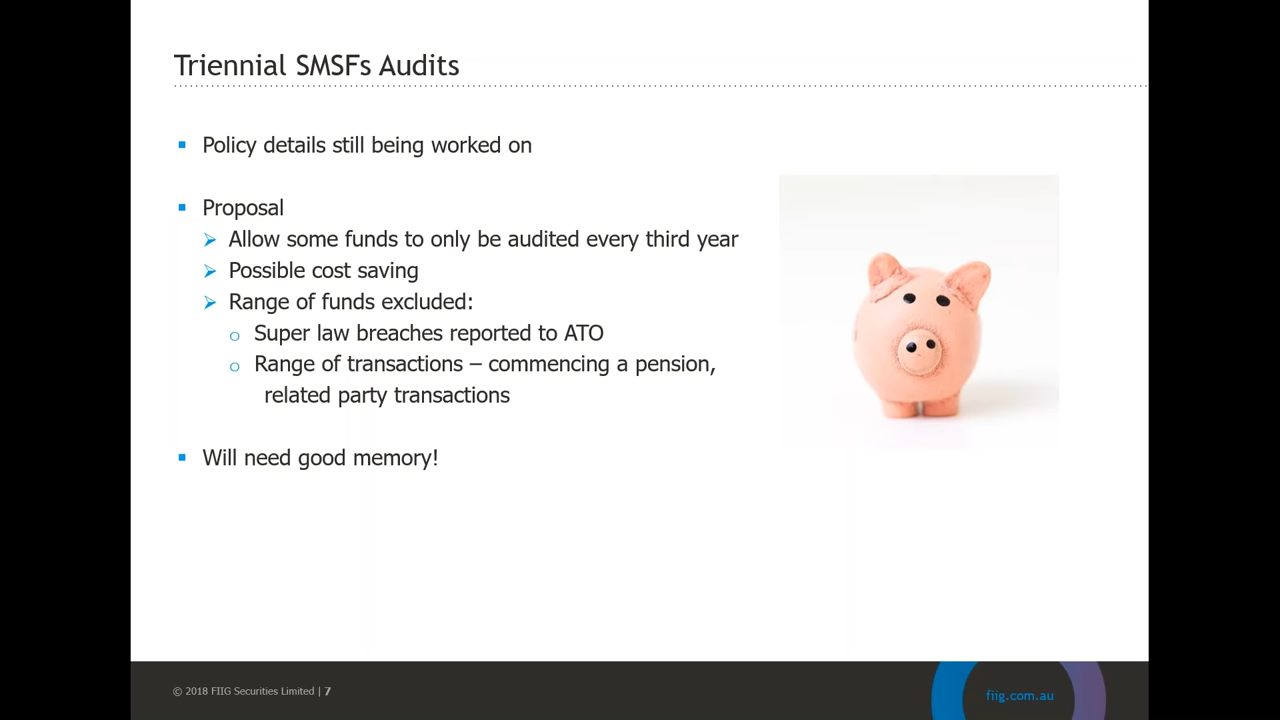 Triennial SMSFs Audits
Policy details still being worked on
Proposal
Allow some funds to only be audited every third year
Possible cost saving
Range of funds excluded:
Super law breaches reported to ATO
Range of transactions – commencing a pension,
related party transactions
Will need good memory!
© 2018 FIIG Securities Limited | 7
fiig.com.au